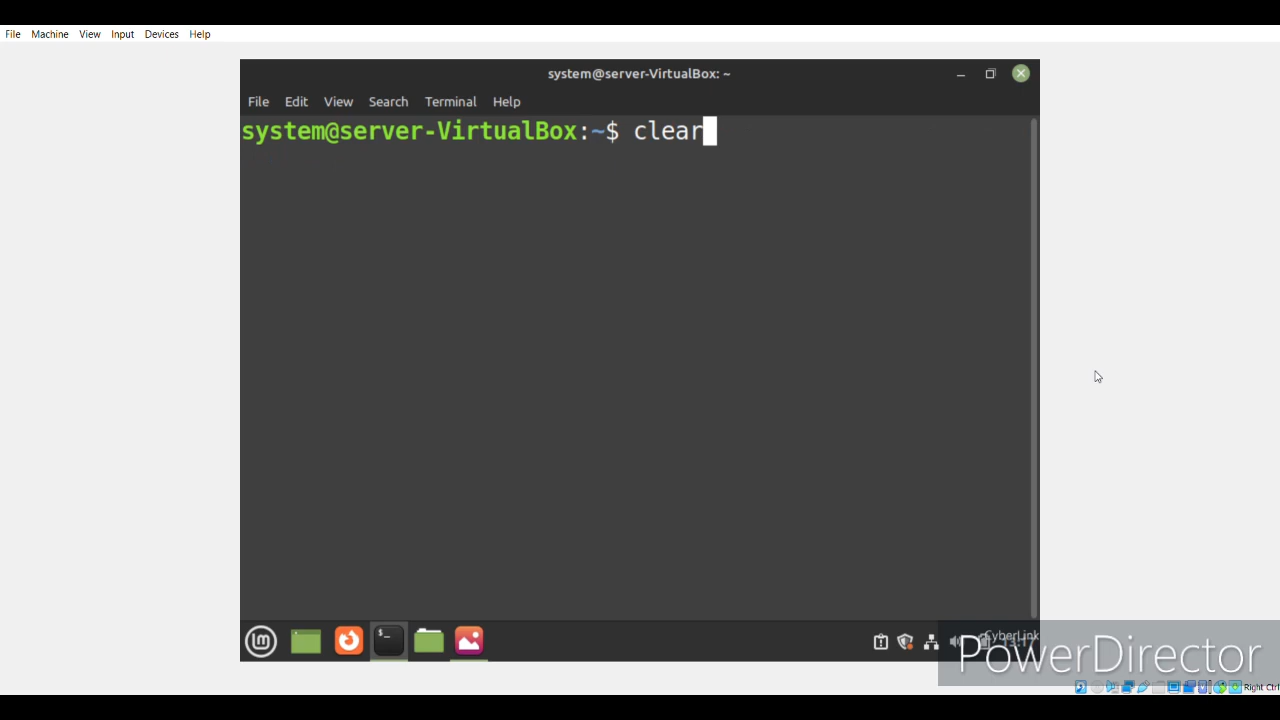 File Machine View Input Devices Help
system@server-VirtualBox: ~
File Edit View Search Terminal Help
system@server-VirtualBox:~$ clear
CyberLink
PowerDirector
Right Ctrl